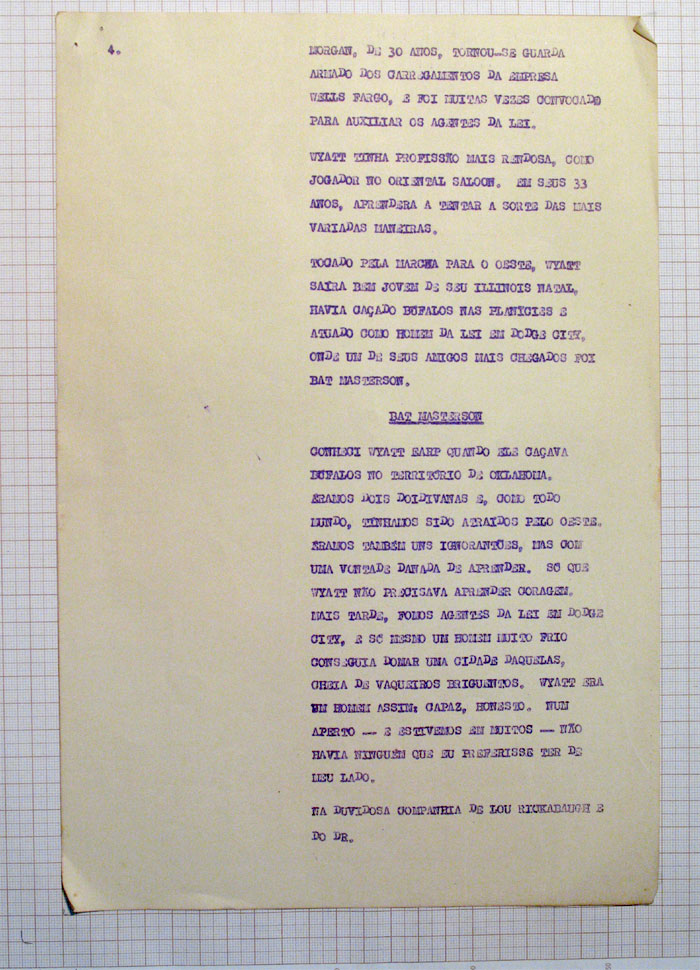 4.
MORGAN, DE 30 ANOS, TORNOU-SE GUARDA
ARMADO DOS CARREGAMENTOS DA EMPRESA
WELLS FARGO, E FOI MUITAS VEZES CONVOCADO
PARA AUXILIAR OS AGENTES DA LEI.
WYATT TINHA PROFISSÃO MAIS RENDOSA, COMO
JOGADOR NO ORIENTAL SALOON. EM SEUS 33
ANOS, APRENDERA A TENTAR A SORTE DAS MAIS
VARIADAS MANEIRAS.
TOCADO PELA MARCHA PARA O OESTE, WYATT
SAÍRA BEM JOVEM DE SEU ILLINOIS NATAL,
HAVIA CAÇADO BÚFALOS NAS PLANÍCIES E
ATUADO COMO HOMEM DA LEI EM DODGE CITY,
ONDE UM DE SEUS AMIGOS MAIS CHEGADOS FOI
BAT MASTERSON.
BAT MASTERSON
CONHECI WYATT EARP QUANDO ELE CAÇAVA
BÚFALOS NO TERRITÓRIO DE OKLAHOMA.
ÉRAMOS DOIS DOIDIVANAS E, COMO TODO
MUNDO, TÍNHAMOS SIDO ATRAÍDOS PELO OESTE.
ÉRAMOS TAMBÉM UNS IGNORANTÕES, MAS COM
UMA VONTADE DANADA DE APRENDER. SÓ QUE
WYATT NÃO PRECISAVA APRENDER CORAGEM.
MAIS TARDE, FOMOS AGENTES DA LEI EM DODGE
CITY, E SÓ MESMO UM HOMEM MUITO FRIO
CONSEGUIA DOMAR UMA CIDADE DAQUELAS,
CHEIA DE VAQUEIROS BRIGUENTOS. WYATT ERA
UM HOMEM ASSIM: CAPAZ, HONESTO. NUM
APERTO -- E ESTIVEMOS EM MUITOS -- NÃO
HAVIA NINGUÉM QUE EU PREFERISSE TER DE
MEU LADO.
NA DUVIDOSA COMPANHIA DE LOU RICKABAUGH E
DO DR.